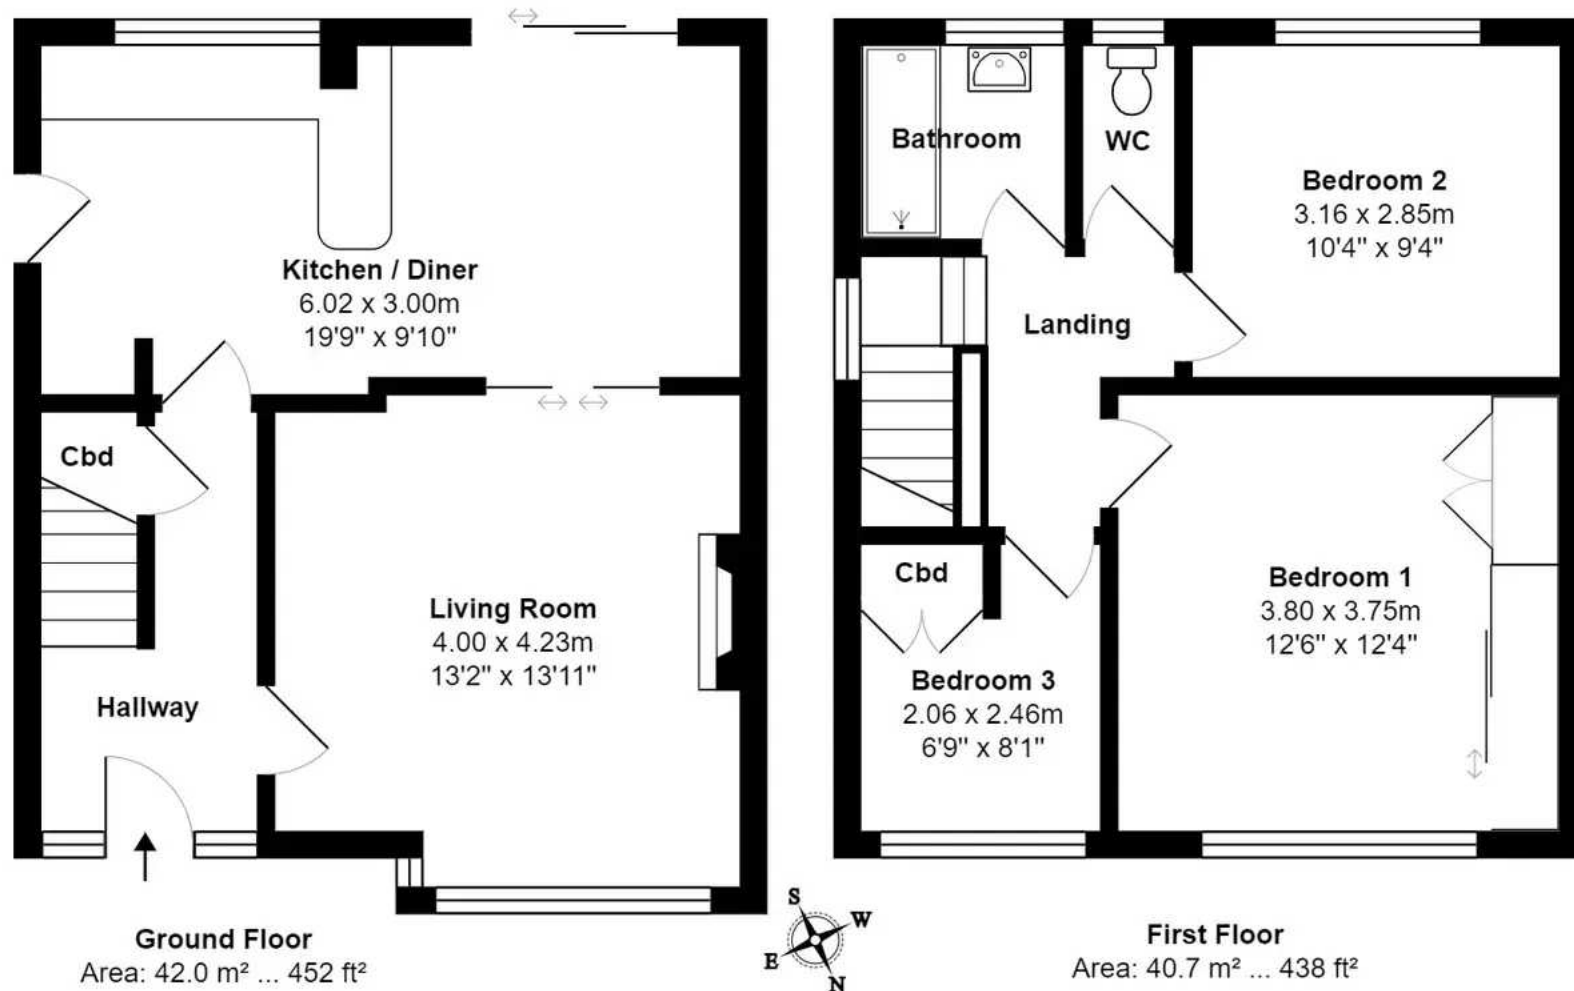 Kitchen / Diner
6.02 x 3.00m
19'9" x 9'10"
Cbd
Living Room
4.00 x 4.23m
13'2" x 13'11"
Hallway
Ground Floor
Area: 42.0 m² ... 452 ft²
S
W
E
N
Bathroom
WC
Bedroom 2
3.16 x 2.85m
10'4" x 9'4"
Landing
Cbd
Bedroom 1
3.80 x 3.75m
12'6" x 12'4"
Bedroom 3
2.06 x 2.46m
6'9" x 8'1"
First Floor
Area: 40.7 m² ... 438 ft²